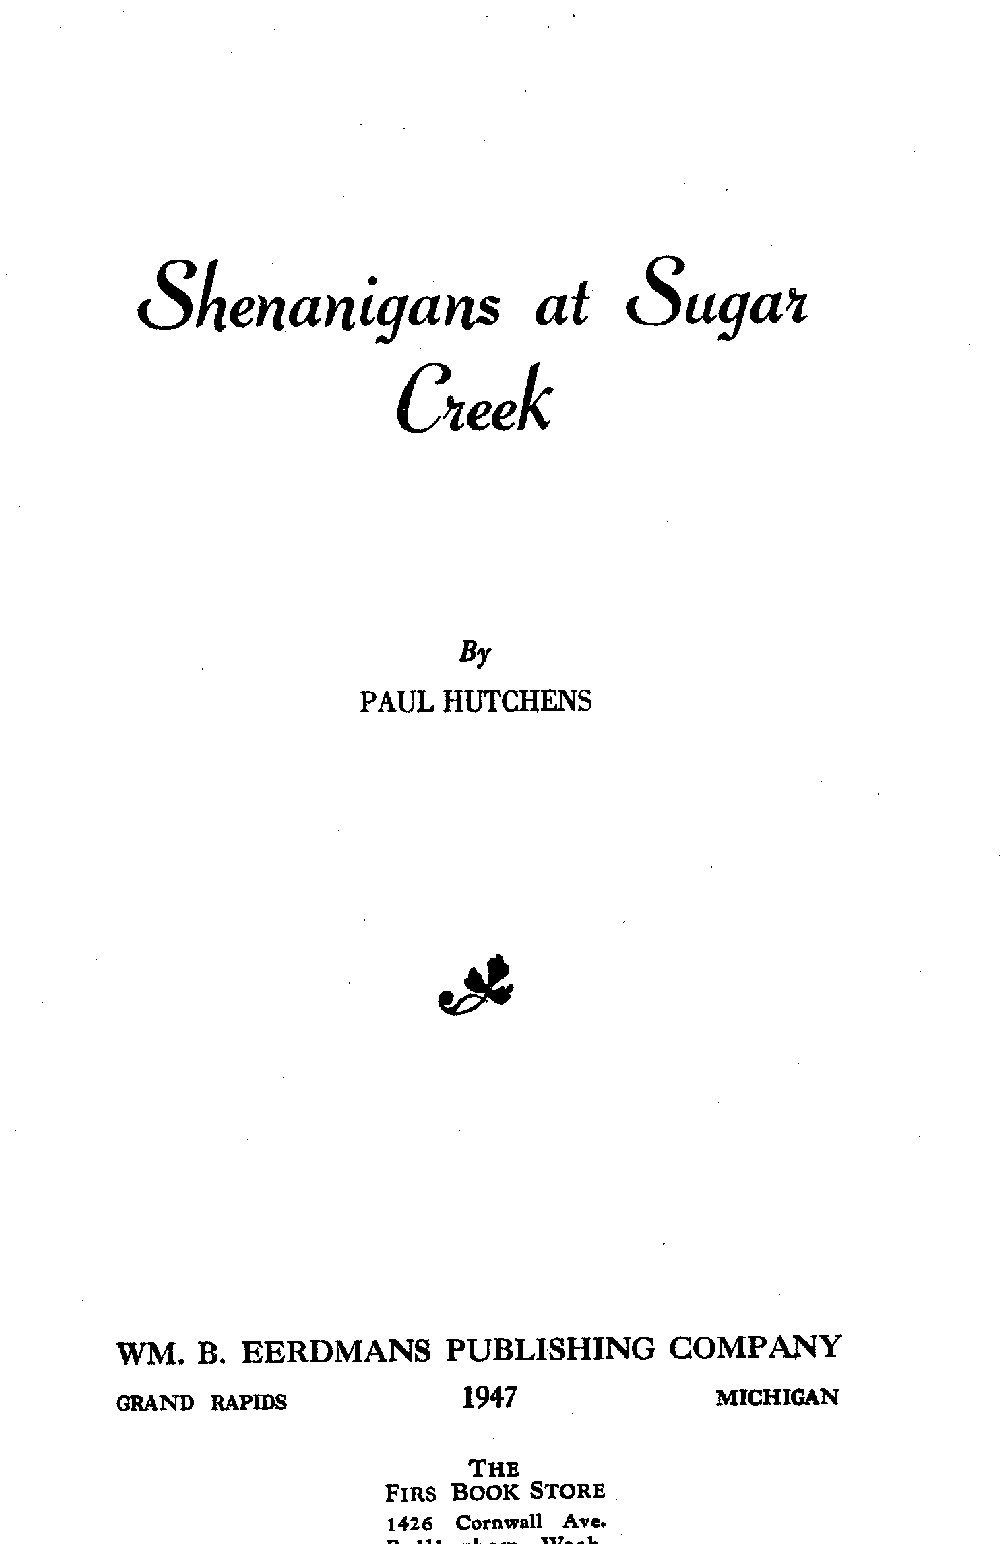 Shenanigans at Sugar
Creek
By
PAUL HUTCHENS
WM. B. EERDMANS PUBLISHING COMPANY
GRAND RAPIDS 1947 MICHIGAN
THE
FIRS BOOK STORE
1426 Cornwall Ave.